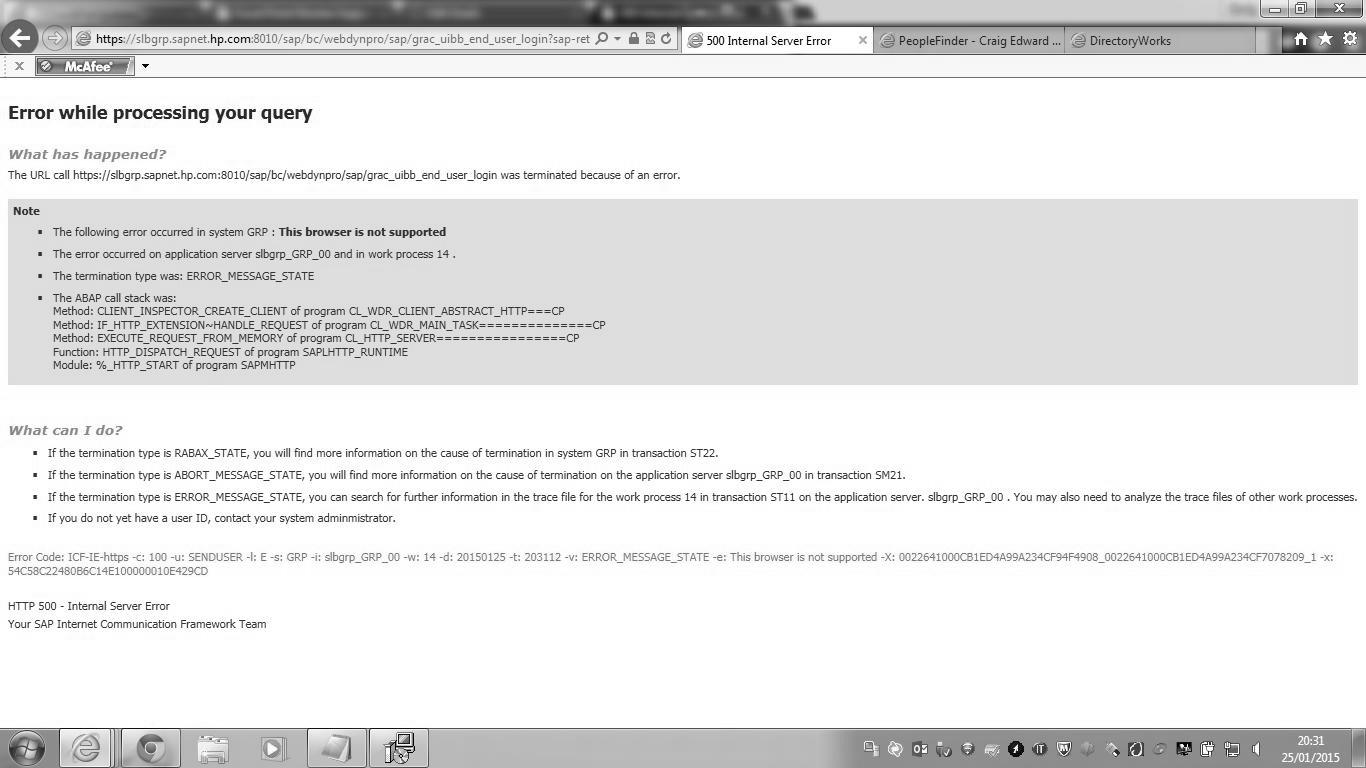 https://slbgrp.sapnet.hp.com:8010/sap/bc/webdynpro/sap/grac_uibb_end_user_login?sap-ret
500 Internal Server Error
PeopleFinder - Craig Edward ...
DirectoryWorks
McAfee
Error while processing your query
What has happened?
The URL call https://slbgrp.sapnet.hp.com:8010/sap/bc/webdynpro/sap/grac_uibb_end_user_login was terminated because of an error.
Note
The following error occurred in system GRP : This browser is not supported
The error occurred on application server slbgrp_GRP_00 and in work process 14 .
The termination type was: ERROR_MESSAGE_STATE
The ABAP call stack was:
Method: CLIENT_INSPECTOR_CREATE_CLIENT of program CL_WDR_CLIENT_ABSTRACT_HTTP===CP
Method: IF_HTTP_EXTENSION~HANDLE_REQUEST of program CL_WDR_MAIN_TASK==============CP
Method: EXECUTE_REQUEST_FROM_MEMORY of program CL_HTTP_SERVER================CP
Function: HTTP_DISPATCH_REQUEST of program SAPLHTTP_RUNTIME
Module: %_HTTP_START of program SAPMHTTP
What can I do?
If the termination type is RABAX_STATE, you will find more information on the cause of termination in system GRP in transaction ST22.
If the termination type is ABORT_MESSAGE_STATE, you will find more information on the cause of termination on the application server slbgrp_GRP_00 in transaction SM21.
If the termination type is ERROR_MESSAGE_STATE, you can search for further information in the trace file for the work process 14 in transaction ST11 on the application server. slbgrp_GRP_00 . You may also need to analyze the trace files of other work processes.
If you do not yet have a user ID, contact your system adminmistrator.
Error Code: ICF-IE-https -c: 100 -u: SENDUSER -l: E -s: GRP -i: slbgrp_GRP_00 -w: 14 -d: 20150125 -t: 203112 -v: ERROR_MESSAGE_STATE -e: This browser is not supported -X: 0022641000CB1ED4A99A234CF94F4908_0022641000CB1ED4A99A234CF7078209_1 -x:
54C58C22480B6C14E100000010E429CD
HTTP 500 - Internal Server Error
Your SAP Internet Communication Framework Team
20:31
25/01/2015